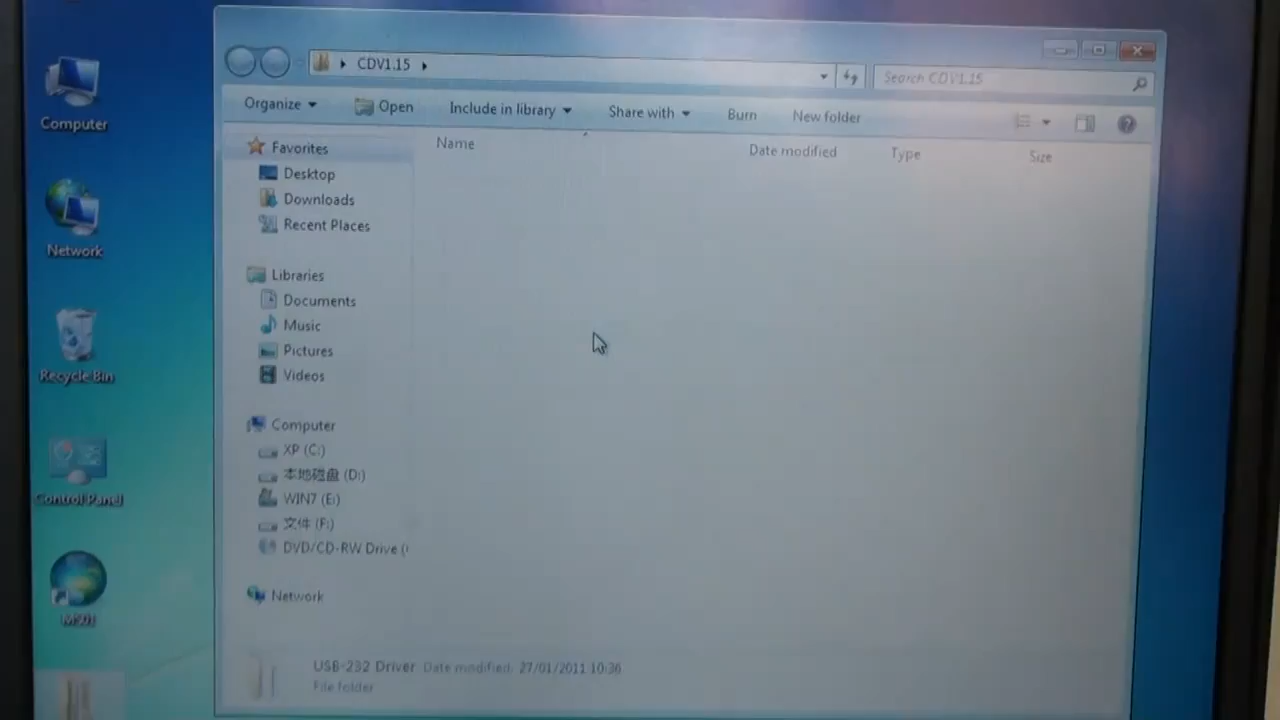 CDV1.15
Search CDV1.15
Organize
Open
Include in library
Share with
Burn
New folder
Name
Date modified
Type
Size
Favorites
Desktop
Downloads
Recent Places
Libraries
Documents
Music
Pictures
Videos
Computer
XP (C:)
本地磁盘 (D:)
WIN7 (E:)
文件 (F:)
DVD/CD-RW Drive (
Network
USB-232 Driver Date modified: 27/01/2011 10:36
File folder
Computer
Network
Recycle Bin
Control Panel